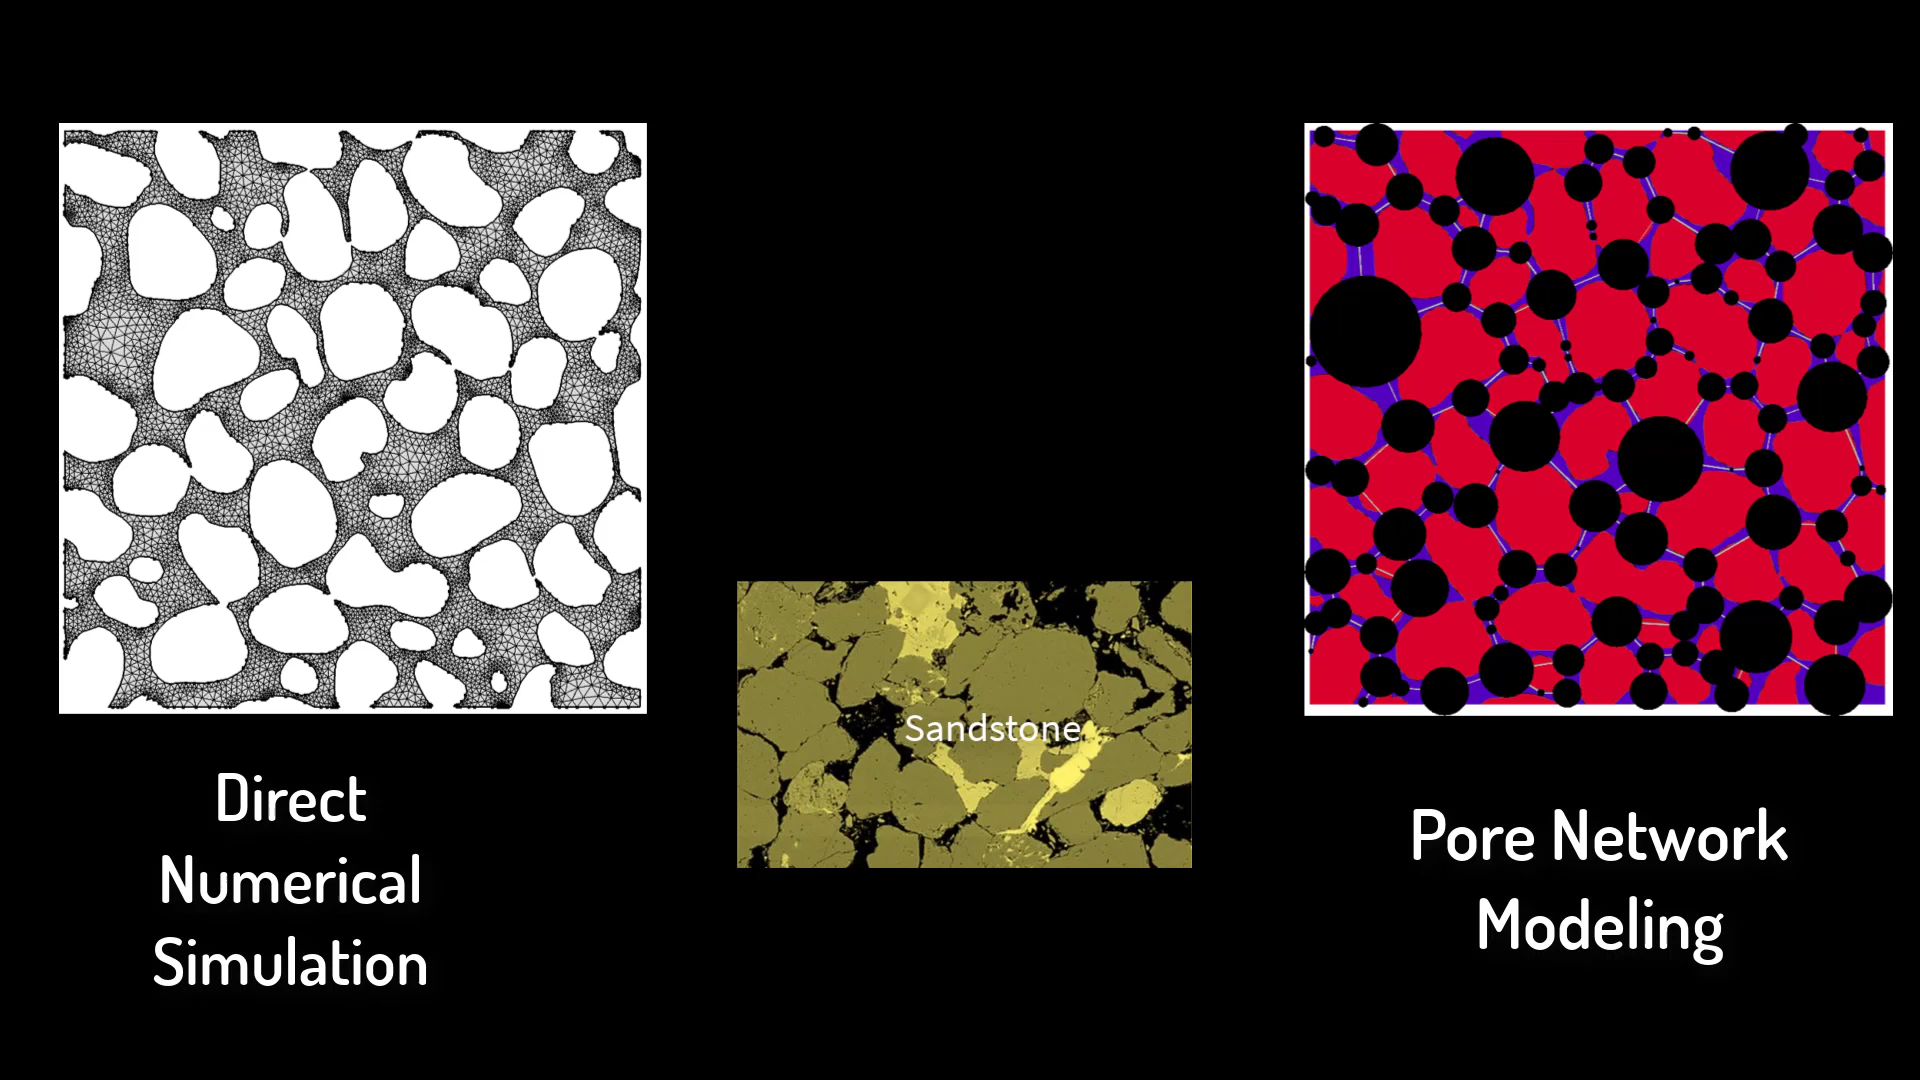 Direct
Numerical
Simulation
Sandstone
Pore Network
Modeling